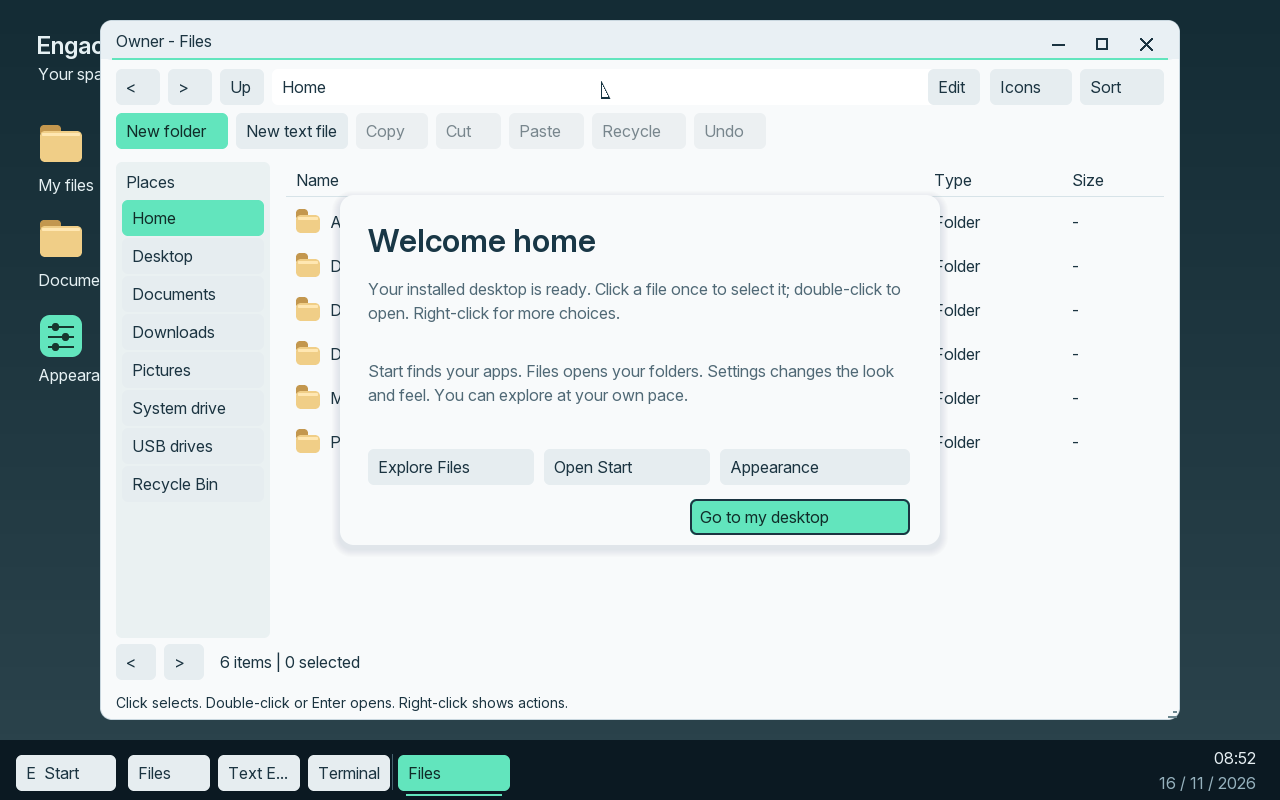 Owner - Files
Your
< > Up Home Edit Icons Sort
New folder New text file Copy Cut Paste Recycle Undo
My files
Places
Home
Desktop
Documents
Downloads
Pictures
System drive
USB drives
Recycle Bin
Name Type Size
Folder -
Folder -
Folder -
Folder -
Folder -
Folder -
Welcome home
Your installed desktop is ready. Click a file once to select it; double-click to
open. Right-click for more choices.
Start finds your apps. Files opens your folders. Settings changes the look
and feel. You can explore at your own pace.
Explore Files Open Start Appearance
Go to my desktop
< > 6 items | 0 selected
Click selects. Double-click or Enter opens. Right-click shows actions.
E Start Files Text E... Terminal Files
08:52
16 / 11 / 2026